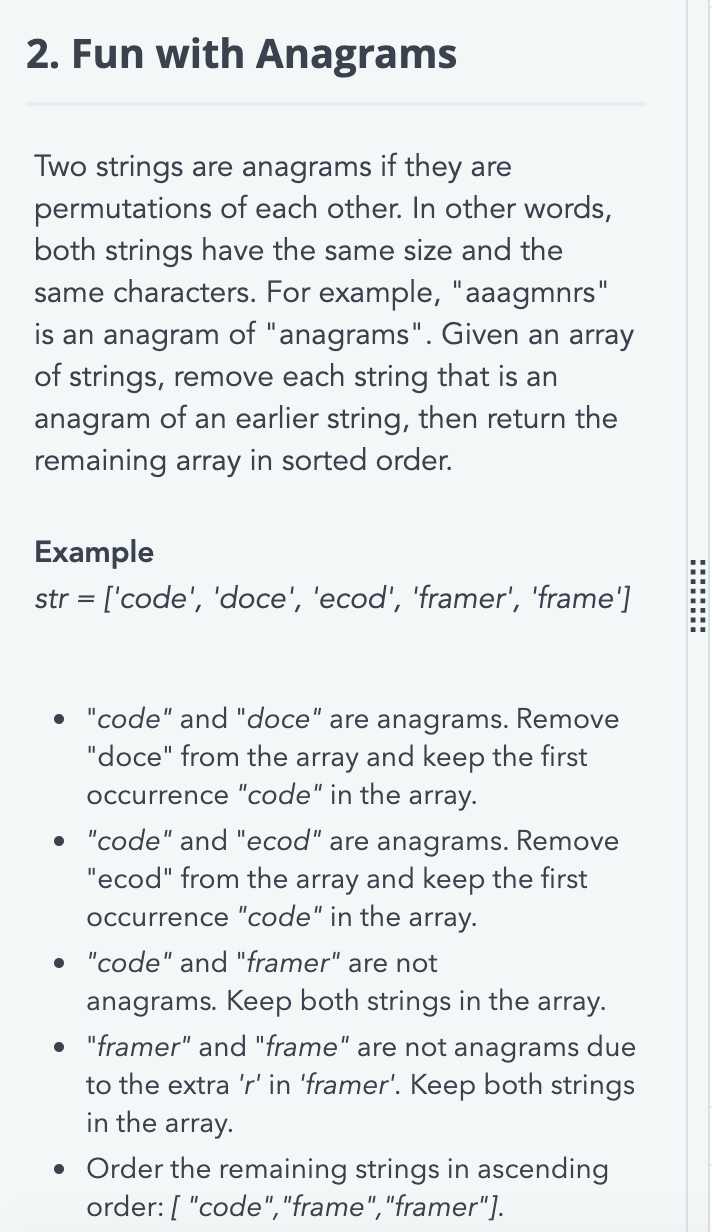 2. Fun with Anagrams
Two strings are anagrams if they are
permutations of each other. In other words,
both strings have the same size and the
same characters. For example, "aaagmnrs"
is an anagram of "anagrams". Given an array
of strings, remove each string that is an
anagram of an earlier string, then return the
remaining array in sorted order.
Example
str = ['code', 'doce', 'ecod', 'framer', 'frame']
• "code" and "doce" are anagrams. Remove
"doce" from the array and keep the first
occurrence "code" in the array.
• "code" and "ecod" are anagrams. Remove
"ecod" from the array and keep the first
occurrence "code" in the array.
• "code" and "framer" are not
anagrams. Keep both strings in the array.
• "framer" and "frame" are not anagrams due
to the extra 'r' in 'framer'. Keep both strings
in the array.
• Order the remaining strings in ascending
order: [ "code","frame","framer"].